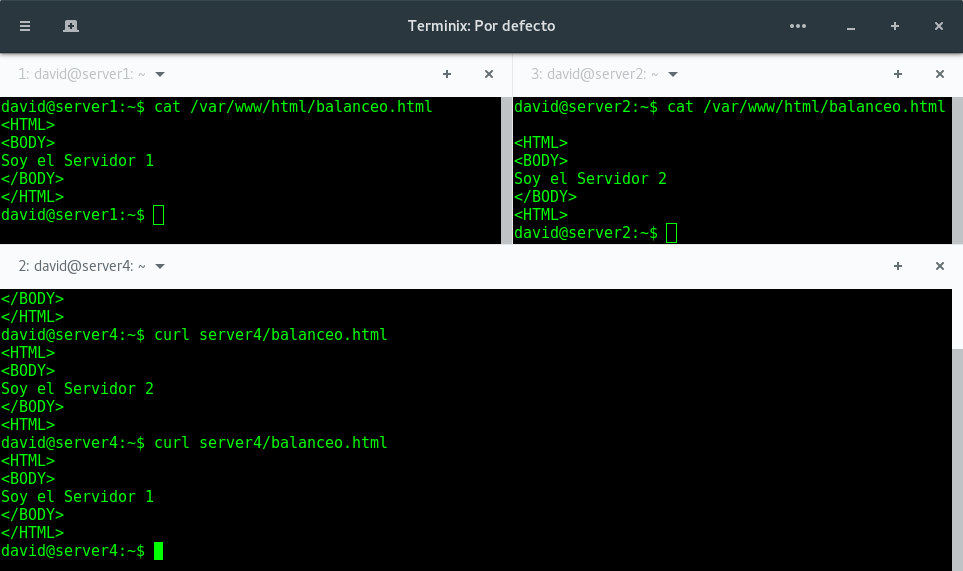 Terminix: Por defecto
1: david@server1: ~
david@server1:~$ cat /var/www/html/balanceo.html
<HTML>
<BODY>
Soy el Servidor 1
</BODY>
</HTML>
david@server1:~$
3: david@server2: ~
david@server2:~$ cat /var/www/html/balanceo.html

<HTML>
<BODY>
Soy el Servidor 2
</BODY>
<HTML>
david@server2:~$
2: david@server4: ~
</BODY>
</HTML>
david@server4:~$ curl server4/balanceo.html
<HTML>
<BODY>
Soy el Servidor 2
</BODY>
<HTML>
david@server4:~$ curl server4/balanceo.html
<HTML>
<BODY>
Soy el Servidor 1
</BODY>
</HTML>
david@server4:~$